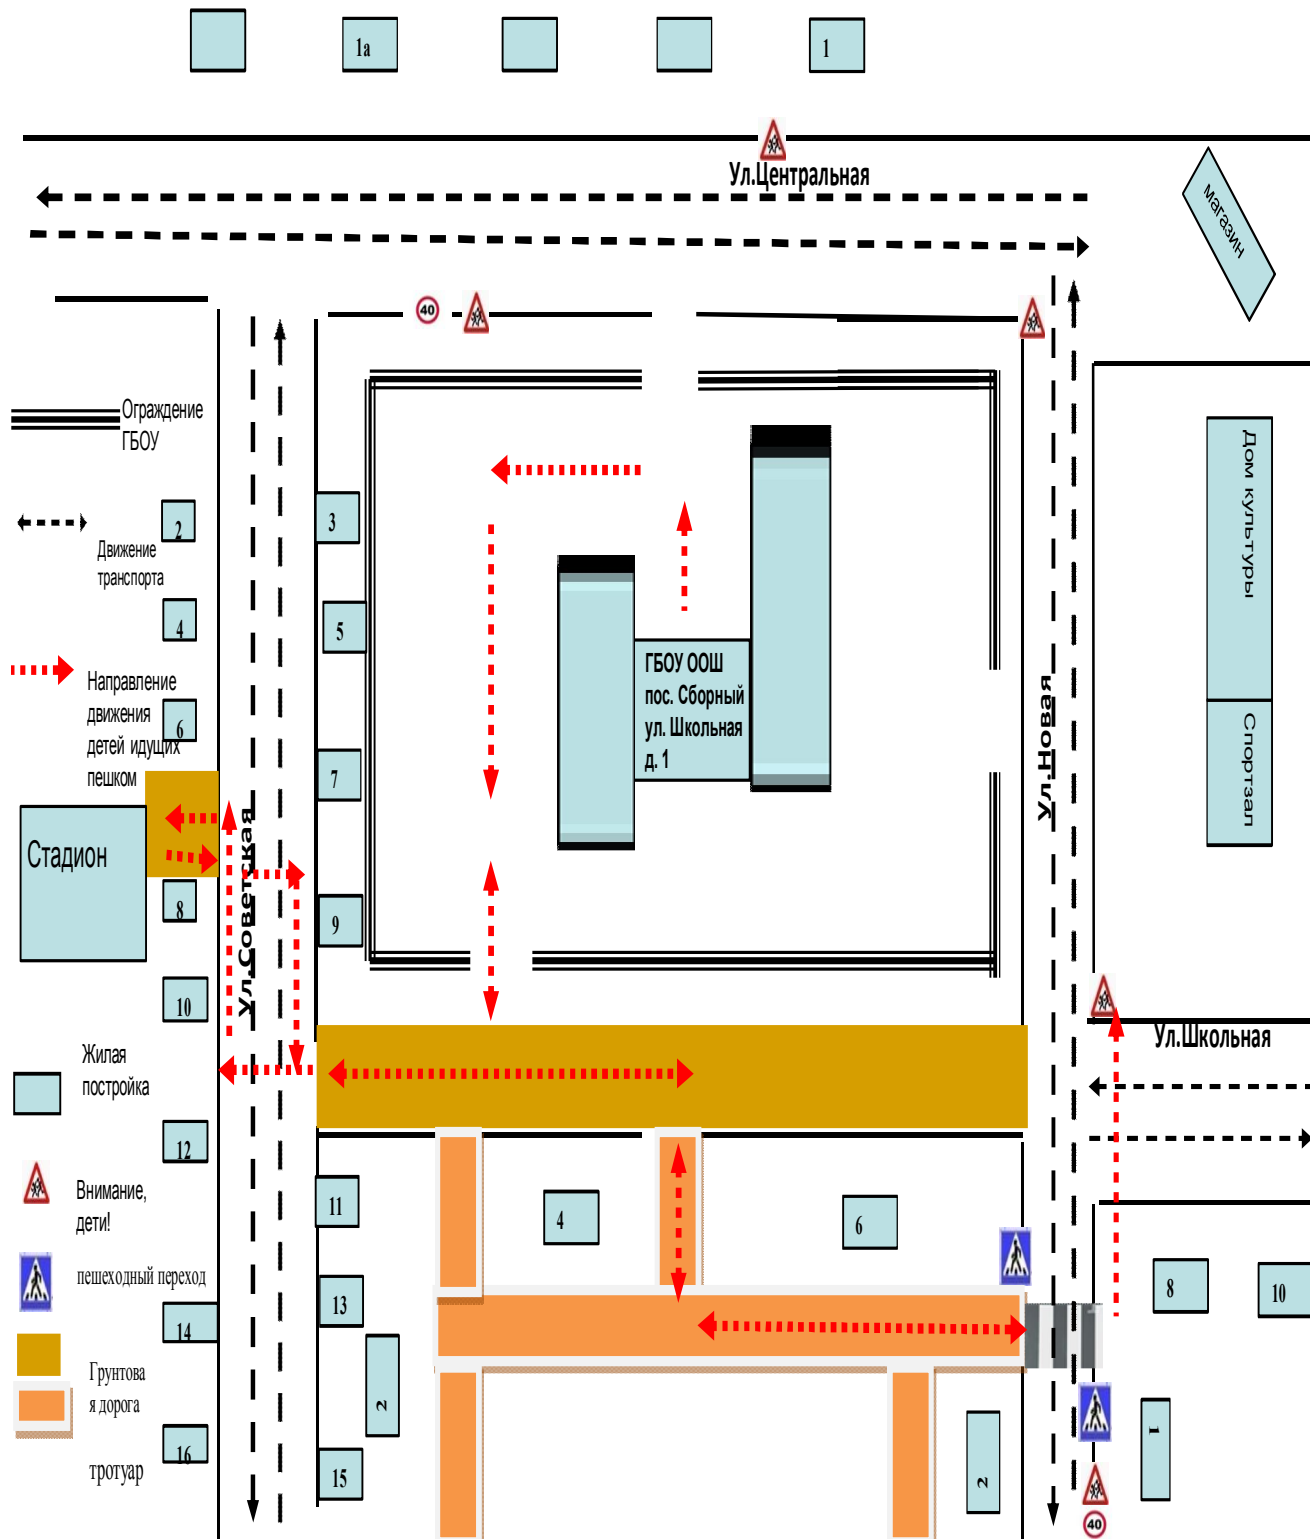 1а
1
Ул.Центральная
магазин
40
Ограждение
ГБОУ
2
3
Дом культуры
Движение
транспорта
4
5
ГБОУ ООШ
пос. Сборный
ул. Школьная
д. 1
Направление
движения
детей идущих
пешком
6
7
Ул.Новая
Спортзал
Стадион
Ул.Советская
8
9
10
Ул.Школьная
Жилая
постройка
12
11
4
6
Внимание,
дети!
пешеходный переход
8
10
14
13
2
Грунтова
я дорога
16
15
2
1
тротуар
40